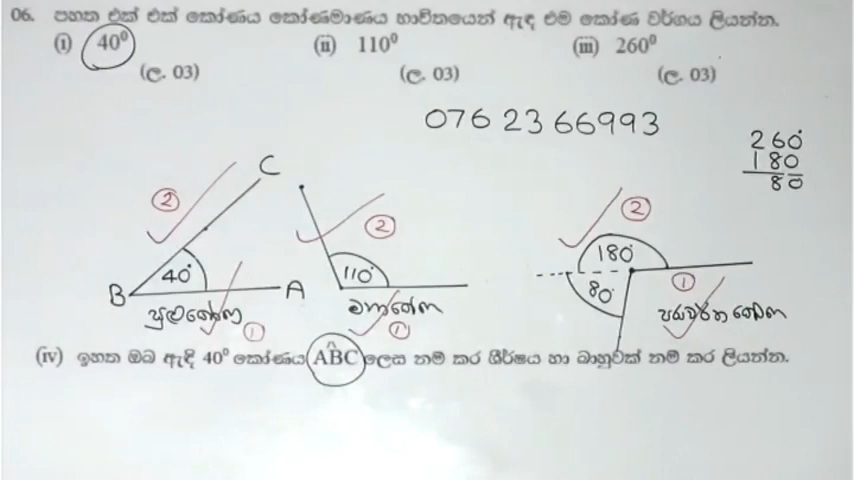 06. පහත එක් එක් කෝණය කෝණමානය භාවිතයෙන් ඇඳ එම කෝණ වර්ගය ලියන්න.
(i) 40⁰ (ii) 110⁰ (iii) 260⁰
(ල. 03) (ල. 03) (ල. 03)
076 23 66993
260°
180
80
C
2 2 2
40° 110° 180° 80°
B A 1
සුළු කෝණ 1 මහා කෝණ 1 පරාවර්ත කෝණ
(iv) ඉහත ඔබ ඇඳි 40⁰ කෝණය AB̂C ලෙස නම් කර ශීර්ෂය හා බාහුවක් නම් කර ලියන්න.